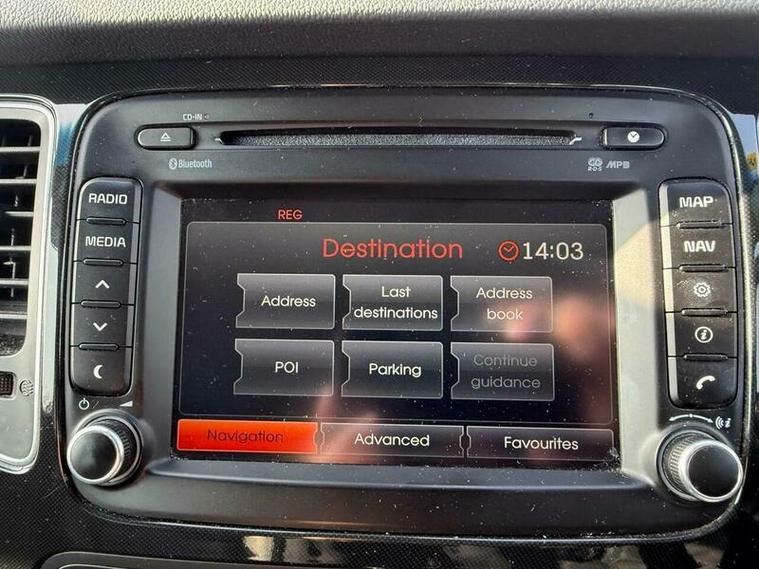 CD-IN
Bluetooth
R·D·S MP3
RADIO
MEDIA
MAP
NAV
REG
Destination
14:03
Address
Last
destinations
Address
book
POI
Parking
Continue
guidance
Navigation
Advanced
Favourites